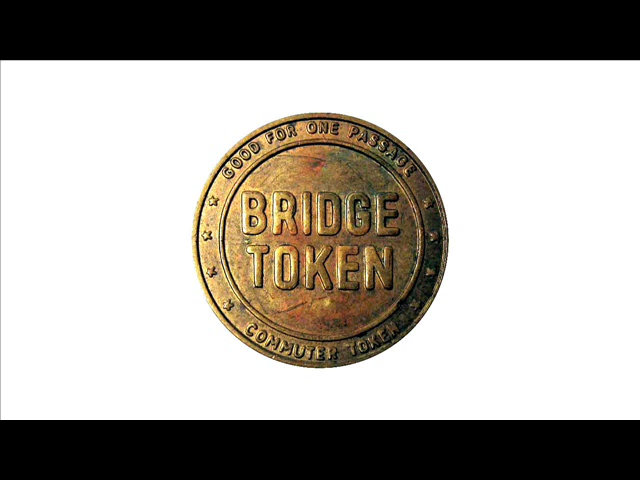 GOOD FOR ONE PASSAGE
BRIDGE
TOKEN
COMMUTER TOKEN